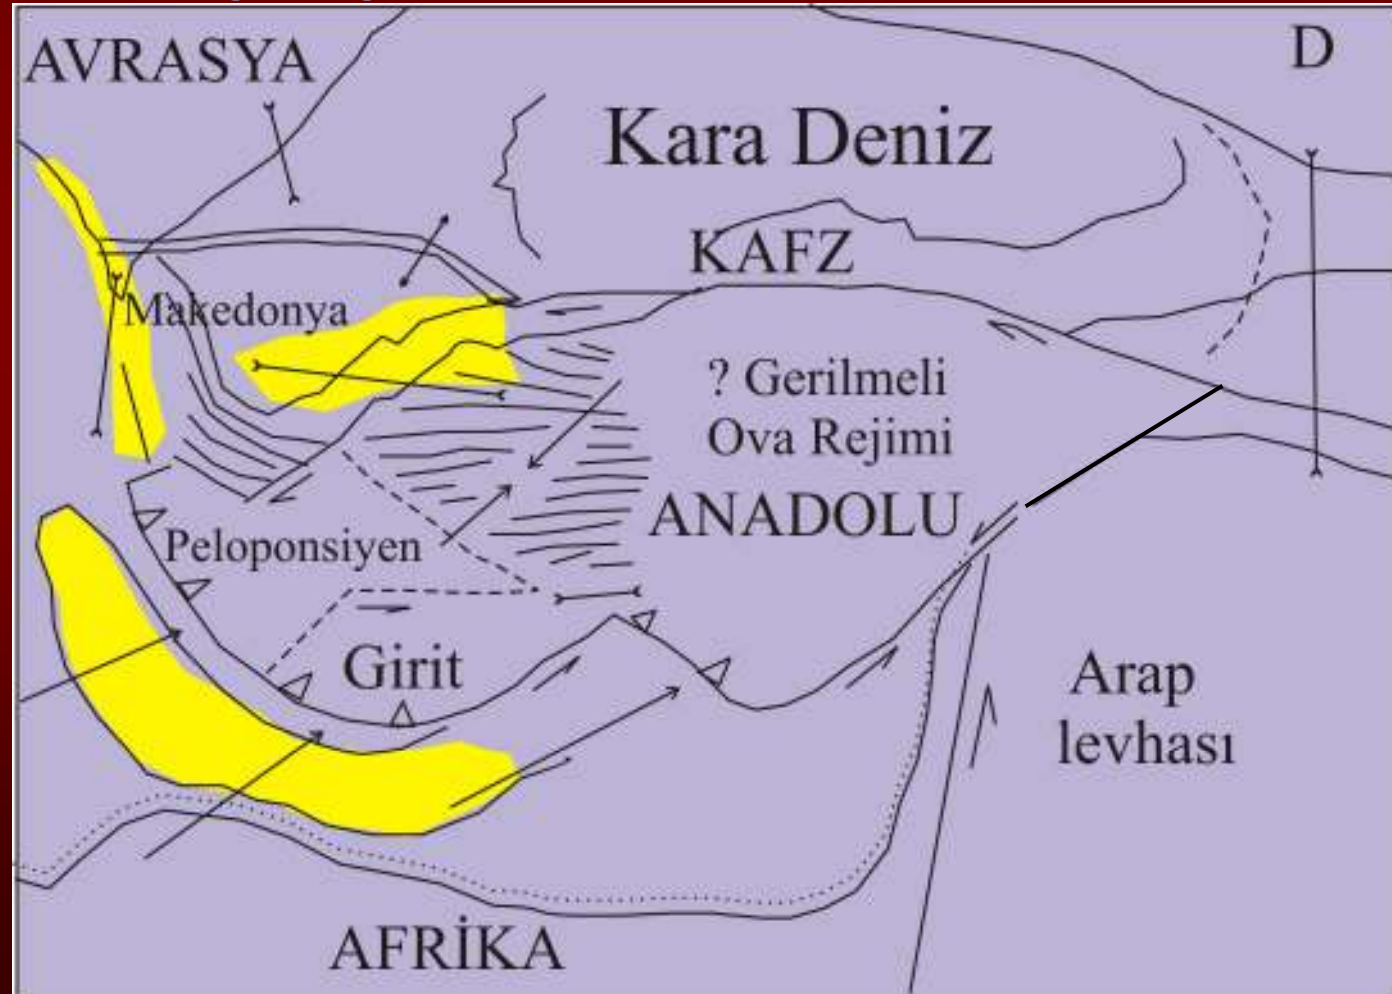 AVRASYA
D
Kara Deniz
KAFZ
Makedonya
? Gerilmeli
Ova Rejimi
ANADOLU
Peloponsiyen
Girit
Arap
levhası
AFRİKA